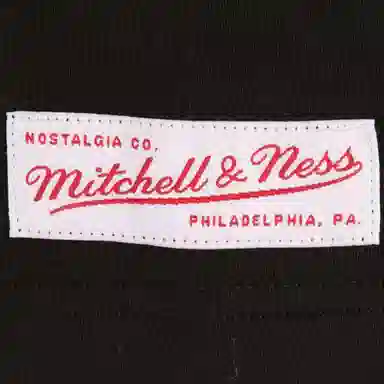 NOSTALGIA CO.
Mitchell & Ness
PHILADELPHIA, PA.